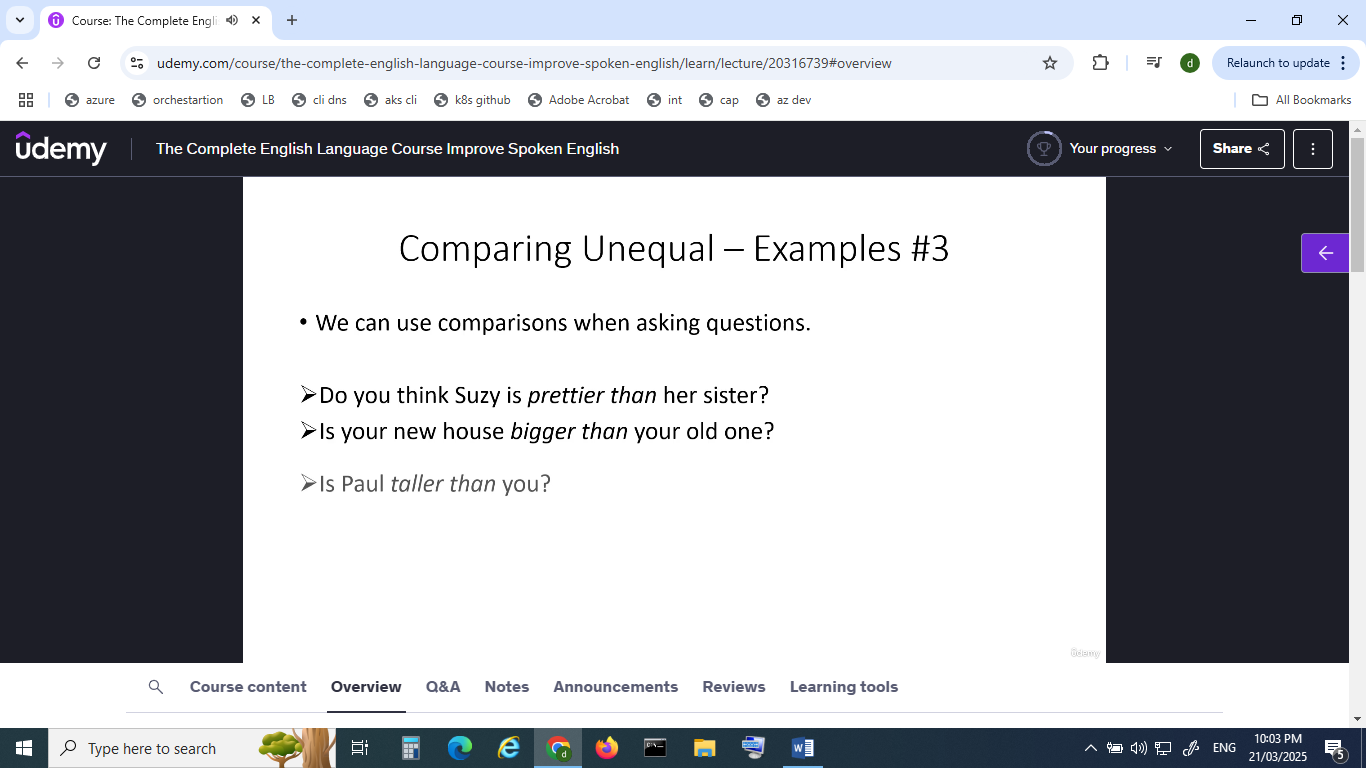 Course: The Complete Engli
udemy.com/course/the-complete-english-language-course-improve-spoken-english/learn/lecture/20316739#overview
d
Relaunch to update
azure
orchestartion
LB
cli dns
aks cli
k8s github
Adobe Acrobat
int
cap
az dev
All Bookmarks
ûdemy
The Complete English Language Course Improve Spoken English
Your progress
Share
Comparing Unequal – Examples #3
• We can use comparisons when asking questions.
➢Do you think Suzy is prettier than her sister?
➢Is your new house bigger than your old one?
➢Is Paul taller than you?
ûdemy
Course content
Overview
Q&A
Notes
Announcements
Reviews
Learning tools
Type here to search
ENG
10:03 PM
21/03/2025
5